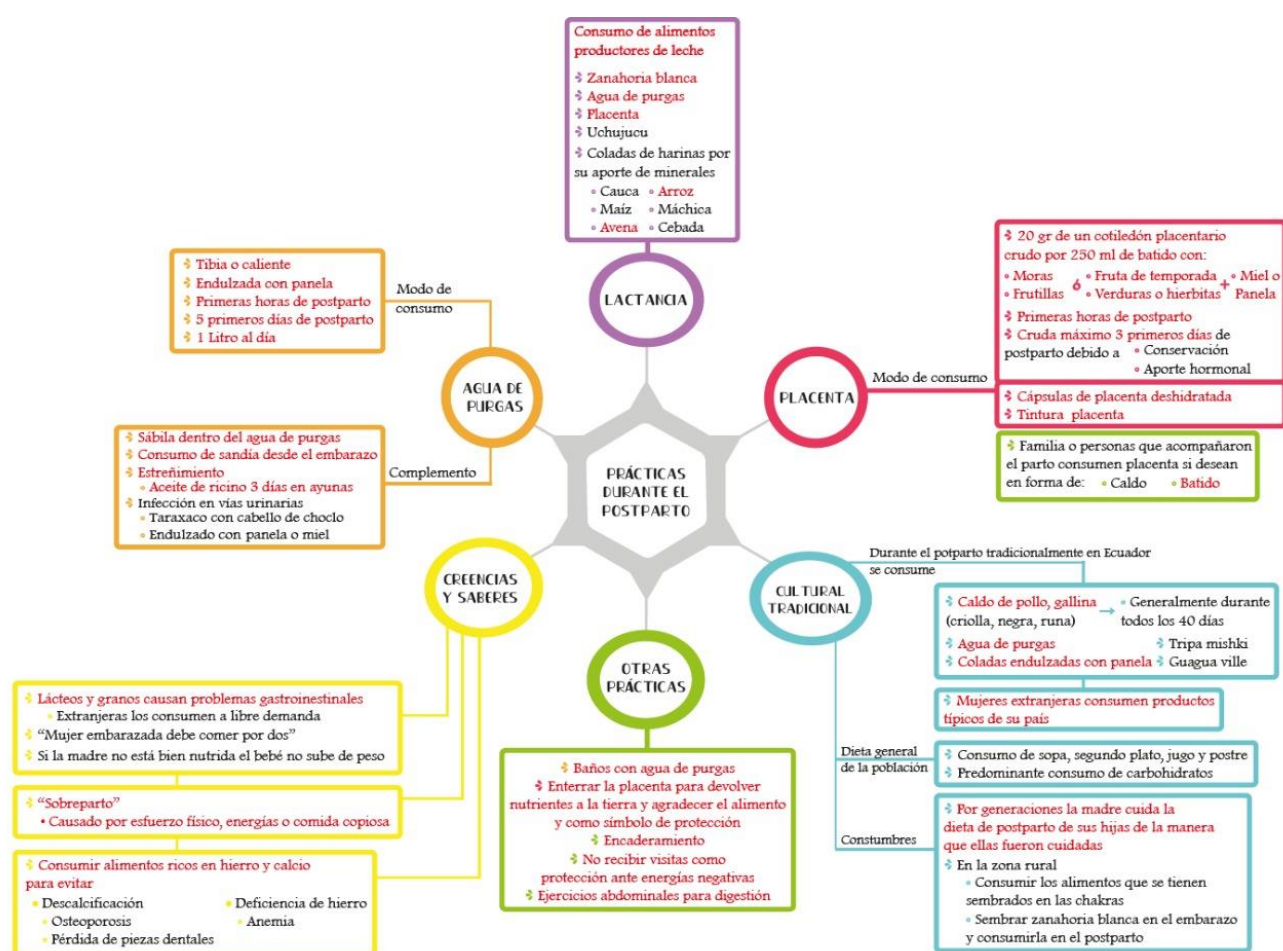 Consumo de alimentos
productores de leche
Zanahoria blanca
Agua de purgas
Placenta
Uchujucu
Coladas de harinas por
su aporte de minerales
Cauca Arroz
Maíz Máchica
Avena Cebada
LACTANCIA
Tibia o caliente
Endulzada con panela
Primeras horas de postparto
5 primeros días de postparto
1 Litro al día
Modo de
consumo
AGUA DE
PURGAS
Sábila dentro del agua de purgas
Consumo de sandía desde el embarazo
Estreñimiento
Aceite de ricino 3 días en ayunas
Infección en vías urinarias
Taraxaco con cabello de choclo
Endulzado con panela o miel
Complemento
20 gr de un cotiledón placentario
crudo por 250 ml de batido con:
Moras ó Fruta de temporada + Miel o
Frutillas Verduras o hierbitas Panela
Primeras horas de postparto
Cruda máximo 3 primeros días de
postparto debido a Conservación
Aporte hormonal
Modo de consumo
PLACENTA
Cápsulas de placenta deshidratada
Tintura placenta
Familia o personas que acompañaron
el parto consumen placenta si desean
en forma de: Caldo Batido
PRÁCTICAS
DURANTE EL
POSTPARTO
CREENCIAS
Y SABERES
Lácteos y granos causan problemas gastroinestinales
Extranjeras los consumen a libre demanda
“Mujer embarazada debe comer por dos”
Si la madre no está bien nutrida el bebé no sube de peso
“Sobreparto”
Causado por esfuerzo físico, energías o comida copiosa
Consumir alimentos ricos en hierro y calcio
para evitar
Descalcificación Deficiencia de hierro
Osteoporosis Anemia
Pérdida de piezas dentales
OTRAS
PRÁCTICAS
Baños con agua de purgas
Enterrar la placenta para devolver
nutrientes a la tierra y agradecer el alimento
y como símbolo de protección
Encaderamiento
No recibir visitas como
protección ante energías negativas
Ejercicios abdominales para digestión
CULTURAL
TRADICIONAL
Durante el potparto tradicionalmente en Ecuador
se consume
Caldo de pollo, gallina → Generalmente durante
(criolla, negra, runa) todos los 40 días
Agua de purgas Tripa mishki
Coladas endulzadas con panela Guagua ville
Mujeres extranjeras consumen productos
típicos de su país
Dieta general
de la población
Consumo de sopa, segundo plato, jugo y postre
Predominante consumo de carbohidratos
Constumbres
Por generaciones la madre cuida la
dieta de postparto de sus hijas de la manera
que ellas fueron cuidadas
En la zona rural
Consumir los alimentos que se tienen
sembrados en las chakras
Sembrar zanahoria blanca en el embarazo
y consumirla en el postparto